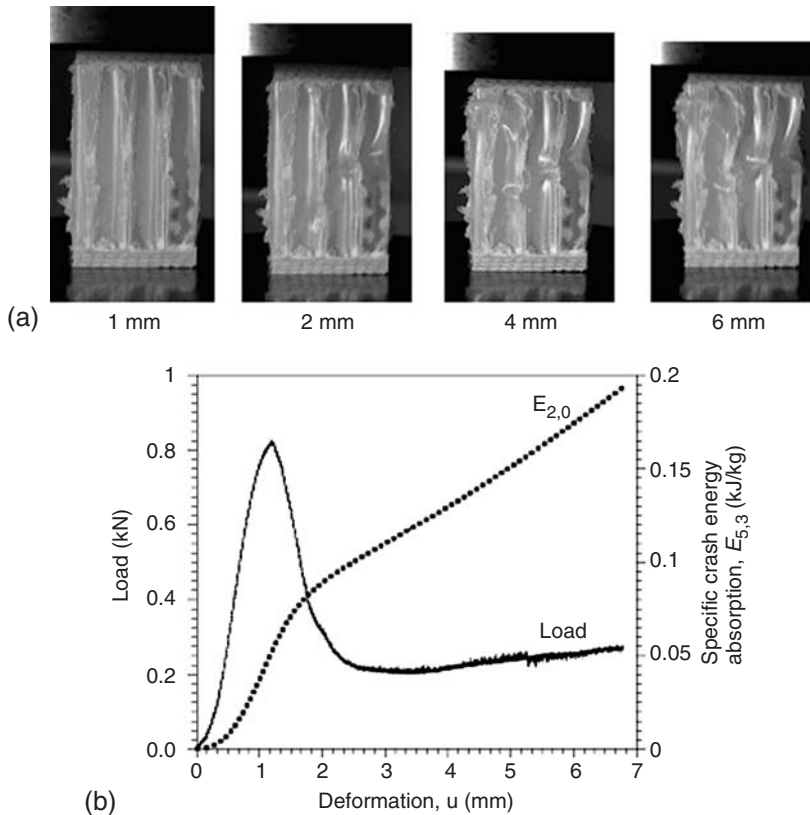 (a)
1 mm
2 mm
4 mm
6 mm
(b)
Load (kN)
1
0.8
0.6
0.4
0.2
0.0
0
1
2
3
4
5
6
7
Deformation, u (mm)
E2,0
Load
0.2
0.15
0.1
0.05
0
Specific crash energy
absorption, E5,3 (kJ/kg)